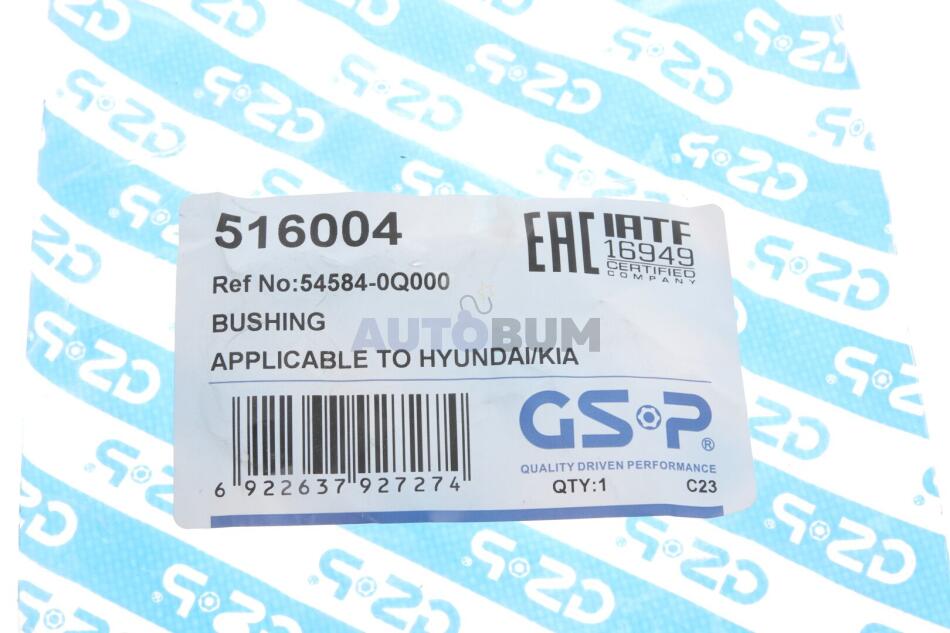 516004
EAC
IATF
16949
CERTIFIED
COMPANY
Ref No:54584-0Q000
AUTOBUM
BUSHING
APPLICABLE TO HYUNDAI/KIA
GSP®
QUALITY DRIVEN PERFORMANCE
6 922637 927274
QTY:1
C23